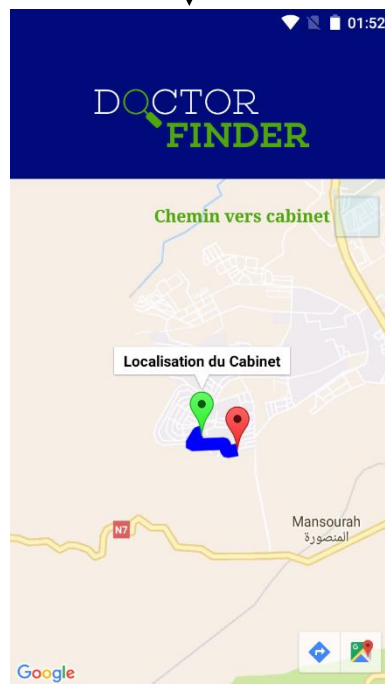 01:52
DOCTOR
FINDER
Chemin vers cabinet
Localisation du Cabinet
N7
Mansourah
المنصورة
Google